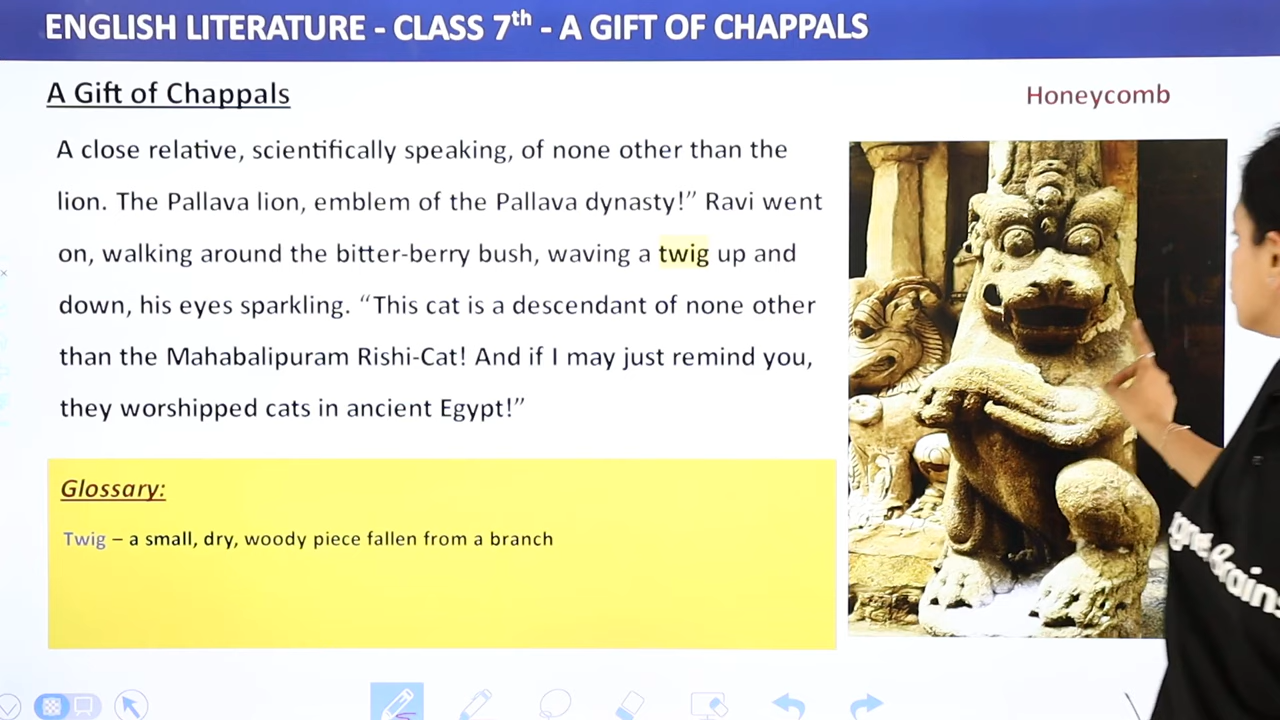 ENGLISH LITERATURE - CLASS 7th - A GIFT OF CHAPPALS
A Gift of Chappals
Honeycomb
A close relative, scientifically speaking, of none other than the
lion. The Pallava lion, emblem of the Pallava dynasty!” Ravi went
on, walking around the bitter-berry bush, waving a twig up and
down, his eyes sparkling. “This cat is a descendant of none other
than the Mahabalipuram Rishi-Cat! And if I may just remind you,
they worshipped cats in ancient Egypt!”
Glossary:
Twig – a small, dry, woody piece fallen from a branch